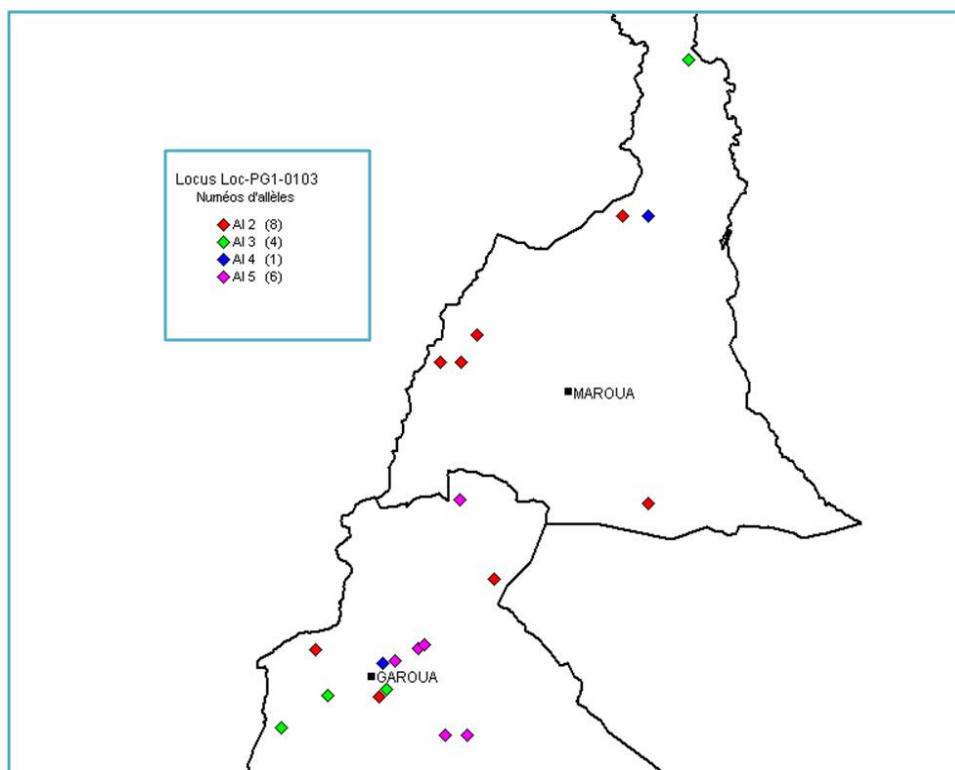 Locus Loc-PG1-0103
Numéos d'allèles
Al 2 (8)
Al 3 (4)
Al 4 (1)
Al 5 (6)
MAROUA
GAROUA